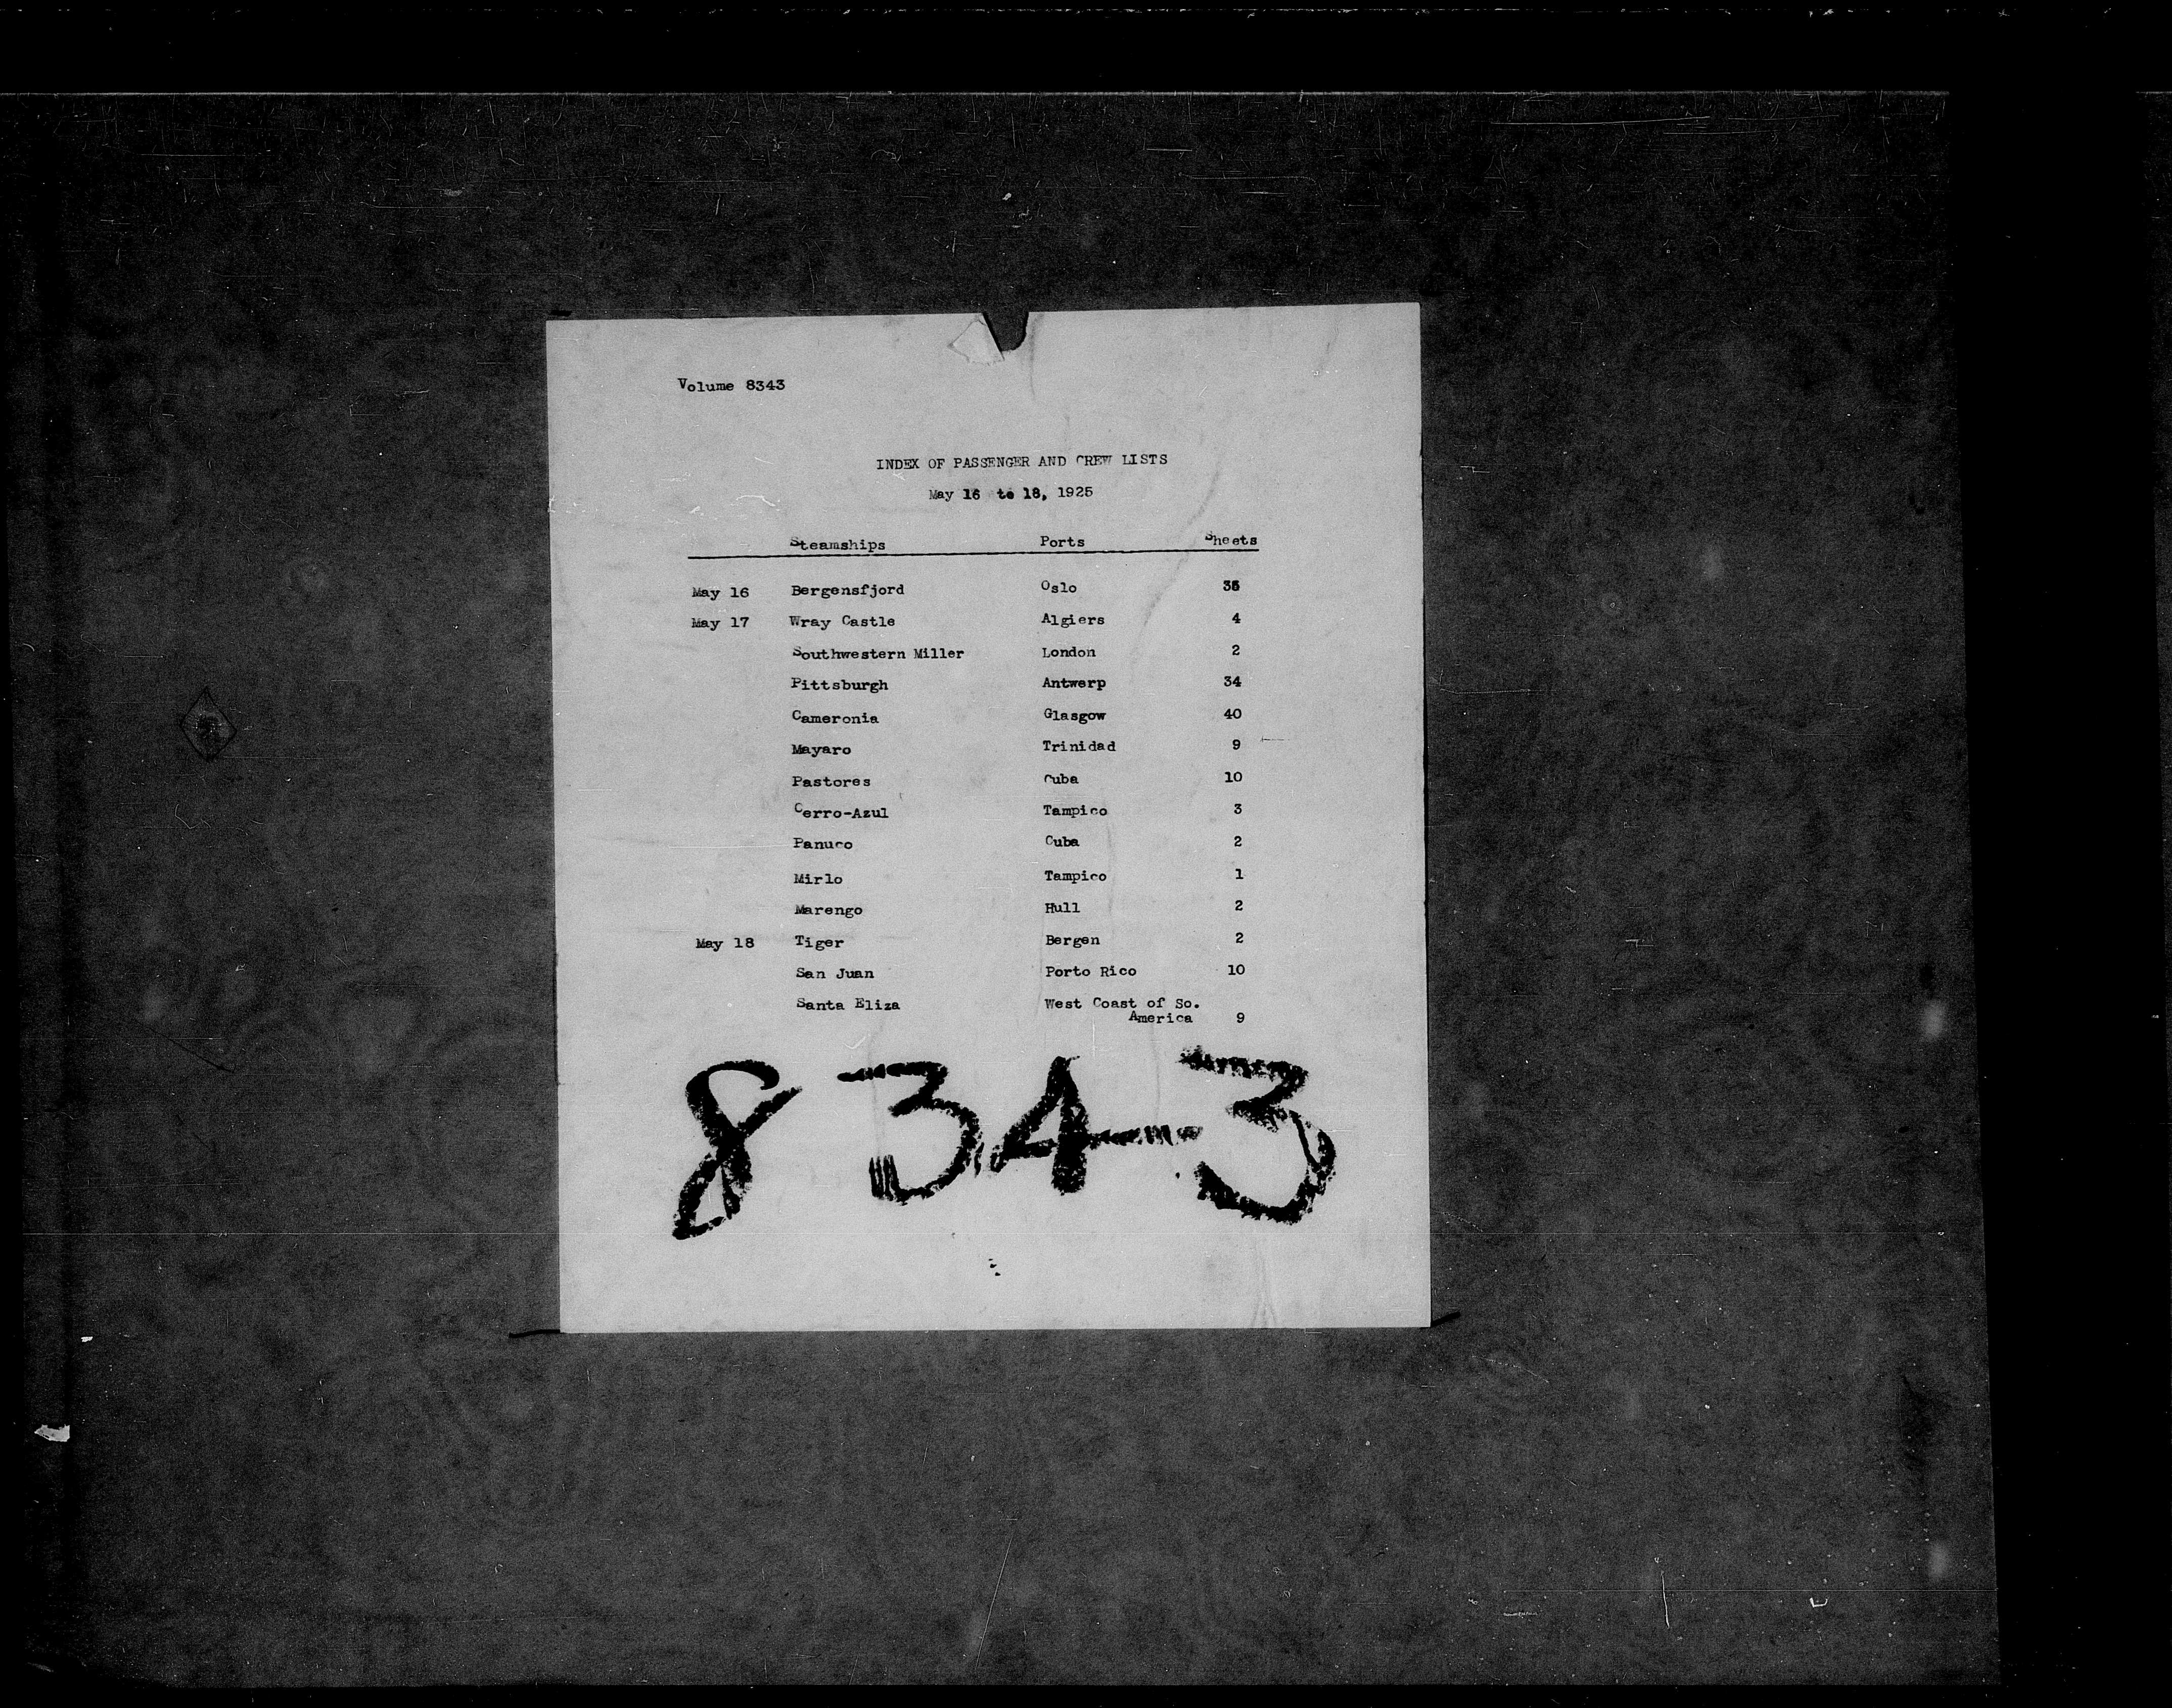 Volume 8343
INDEX OF PASSENGER AND CREW LISTS
May 16 to 18, 1925
Steamships Ports Sheets
May 16 Bergensfjord Oslo
May 17 Wray Castle Algiers 4
Southwestern Miller London 2
Pittsburgh Antwerp 34
Cameronia Glasgow 40
Mayaro Trinidad 9
Pastores Cuba 10
Cerro-Azul Tampico 3
Panuco Cuba 2
Mirlo Tampico 1
Marengo Hull 2
May 18 Tiger Bergen 2
San Juan Porto Rico 10
Santa Eliza West Coast of So.
America 9
8343